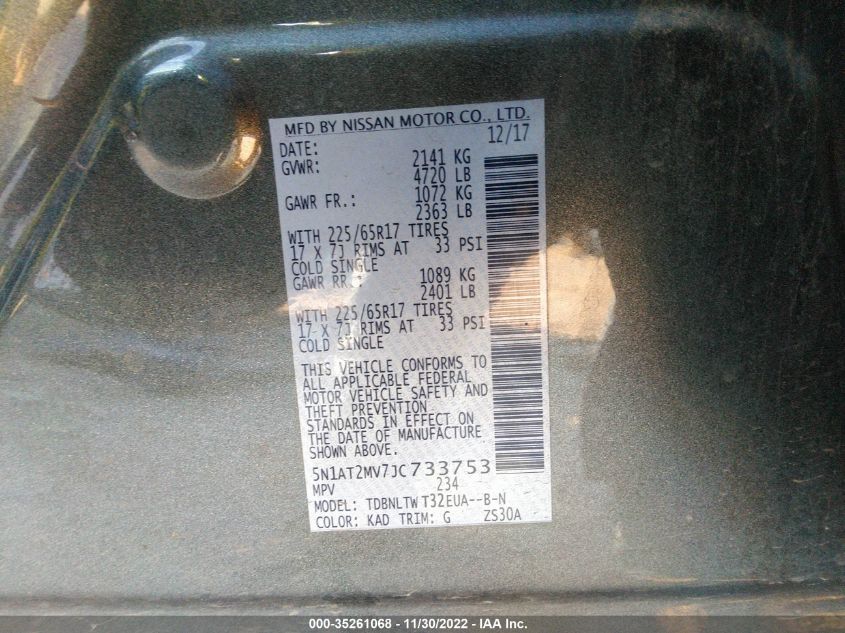 MFD BY NISSAN MOTOR CO., LTD.
DATE: 12/17
GVWR: 2141 KG
4720 LB
GAWR FR.: 1072 KG
2363 LB
WITH 225/65R17 TIRES
17 X 7J RIMS AT 33 PSI
COLD SINGLE
GAWR RR.: 1089 KG
2401 LB
WITH 225/65R17 TIRES
17 X 7J RIMS AT 33 PSI
COLD SINGLE
THIS VEHICLE CONFORMS TO
ALL APPLICABLE FEDERAL
MOTOR VEHICLE SAFETY AND
THEFT PREVENTION
STANDARDS IN EFFECT ON
THE DATE OF MANUFACTURE
SHOWN ABOVE.
5N1AT2MV7JC733753
MPV 234
MODEL: TDBNLTW T32EUA--B-N
COLOR: KAD TRIM: G ZS30A
000-35261068 - 11/30/2022 - IAA Inc.